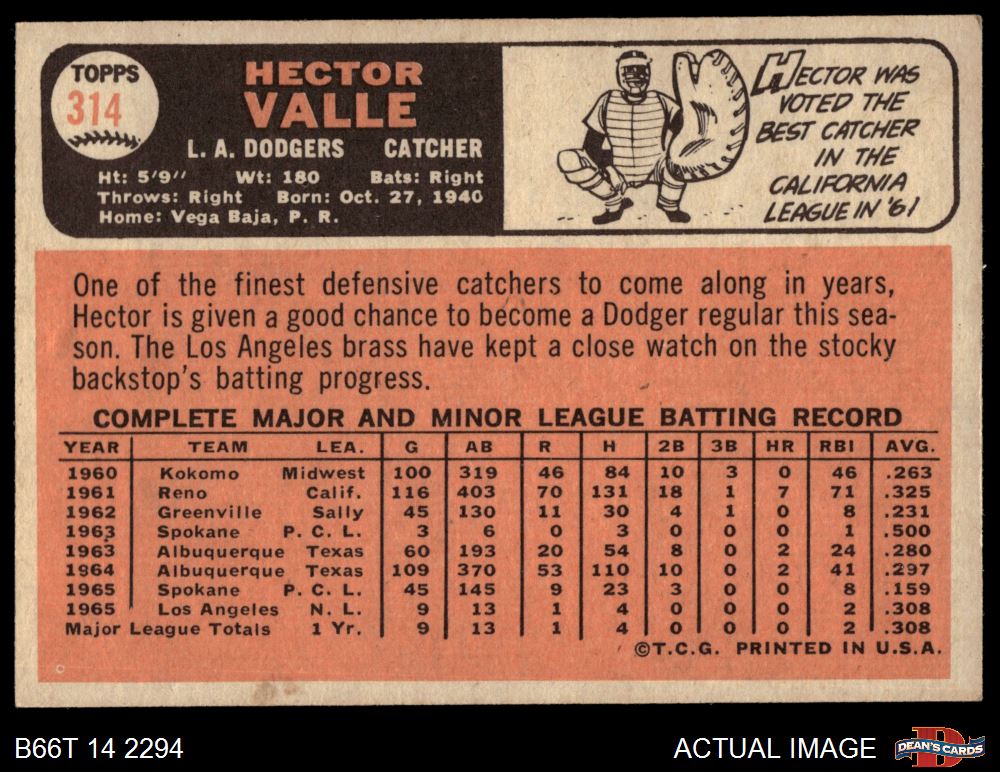 TOPPS
314
HECTOR
VALLE
L. A. DODGERS CATCHER
Ht: 5'9" Wt: 180 Bats: Right
Throws: Right Born: Oct. 27, 1940
Home: Vega Baja, P. R.
HECTOR WAS
VOTED THE
BEST CATCHER
IN THE
CALIFORNIA
LEAGUE IN '61
One of the finest defensive catchers to come along in years,
Hector is given a good chance to become a Dodger regular this sea-
son. The Los Angeles brass have kept a close watch on the stocky
backstop's batting progress.
COMPLETE MAJOR AND MINOR LEAGUE BATTING RECORD
YEAR TEAM LEA. G AB R H 2B 3B HR RBI AVG.
1960 Kokomo Midwest 100 319 46 84 10 3 0 46 .263
1961 Reno Calif. 116 403 70 131 18 1 7 71 .325
1962 Greenville Sally 45 130 11 30 4 1 0 8 .231
1963 Spokane P. C. L. 3 6 0 3 0 0 0 1 .500
1963 Albuquerque Texas 60 193 20 54 8 0 2 24 .280
1964 Albuquerque Texas 109 370 53 110 10 0 2 41 .297
1965 Spokane P. C. L. 45 145 9 23 3 0 0 8 .159
1965 Los Angeles N. L. 9 13 1 4 0 0 0 2 .308
Major League Totals 1 Yr. 9 13 1 4 0 0 0 2 .308
©T.C.G. PRINTED IN U.S.A.
B66T 14 2294
ACTUAL IMAGE
D
DEAN'S CARDS